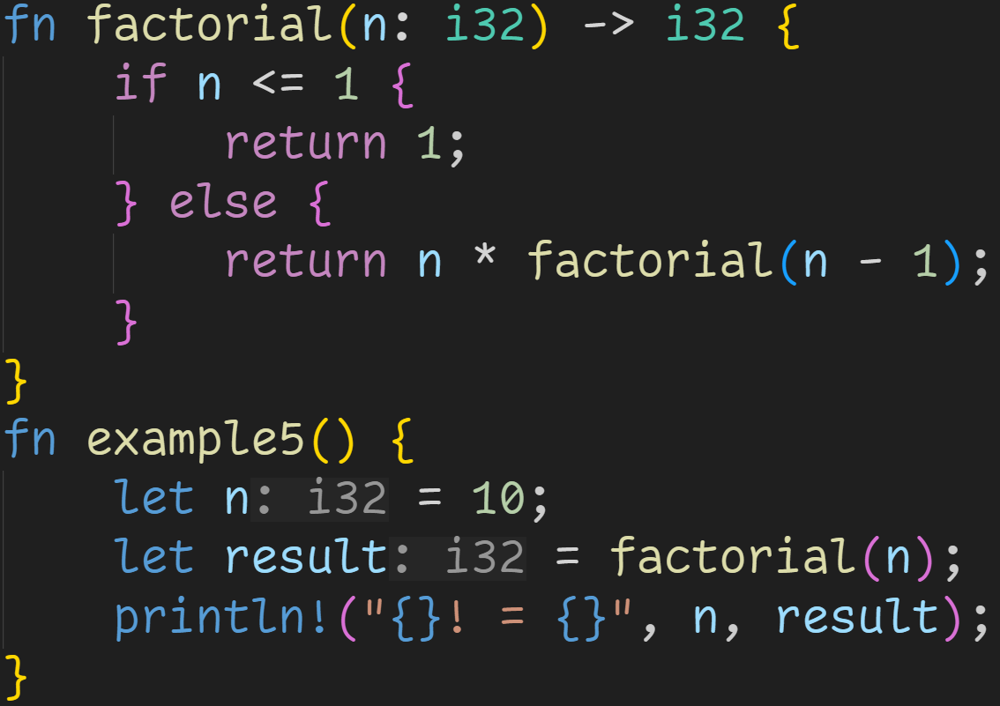 fn factorial(n: i32) -> i32 {
    if n <= 1 {
        return 1;
    } else {
        return n * factorial(n - 1);
    }
}
fn example5() {
    let n: i32 = 10;
    let result: i32 = factorial(n);
    println!("{}! = {}", n, result);
}